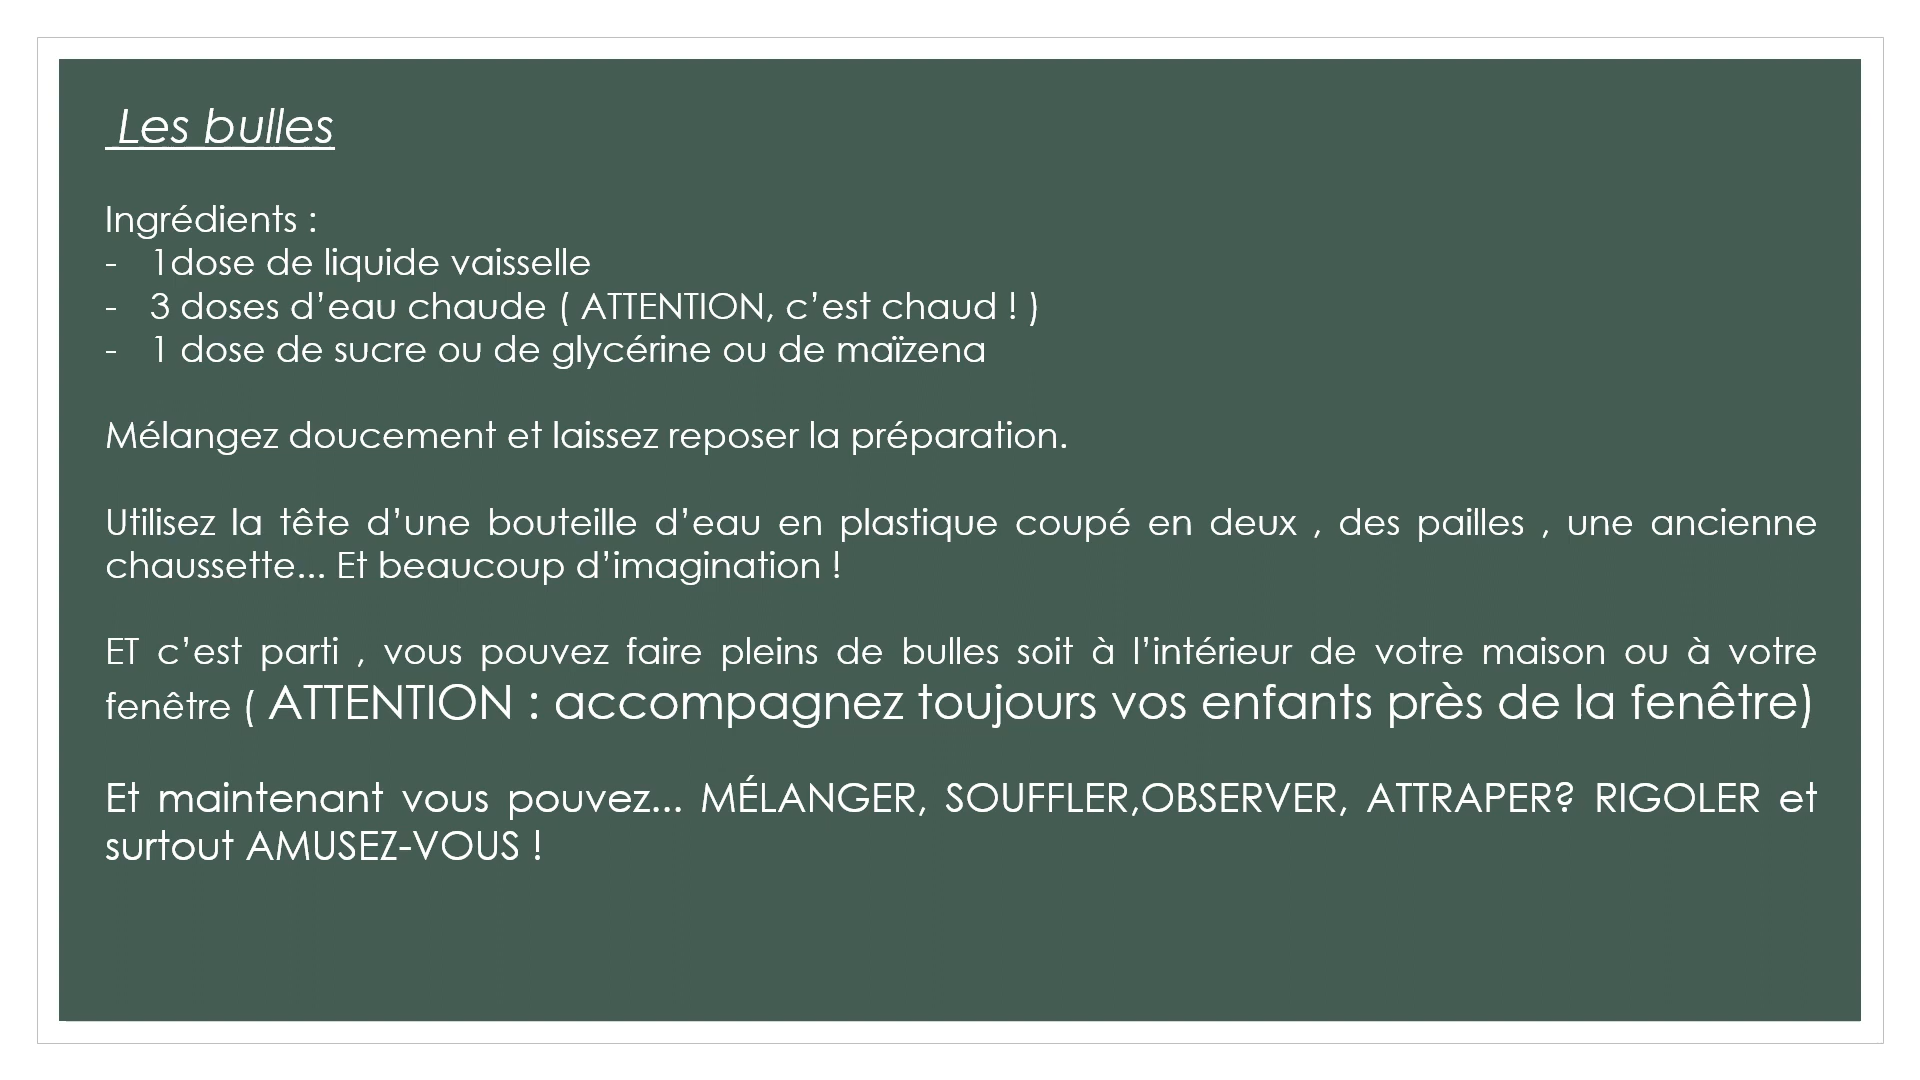 Les bulles
Ingrédients :
- 1dose de liquide vaisselle
- 3 doses d’eau chaude ( ATTENTION, c’est chaud ! )
- 1 dose de sucre ou de glycérine ou de maïzena
Mélangez doucement et laissez reposer la préparation.
Utilisez la tête d’une bouteille d’eau en plastique coupé en deux , des pailles , une ancienne
chaussette... Et beaucoup d’imagination !
ET c’est parti , vous pouvez faire pleins de bulles soit à l’intérieur de votre maison ou à votre
fenêtre ( ATTENTION : accompagnez toujours vos enfants près de la fenêtre)
Et maintenant vous pouvez... MÉLANGER, SOUFFLER,OBSERVER, ATTRAPER? RIGOLER et
surtout AMUSEZ-VOUS !